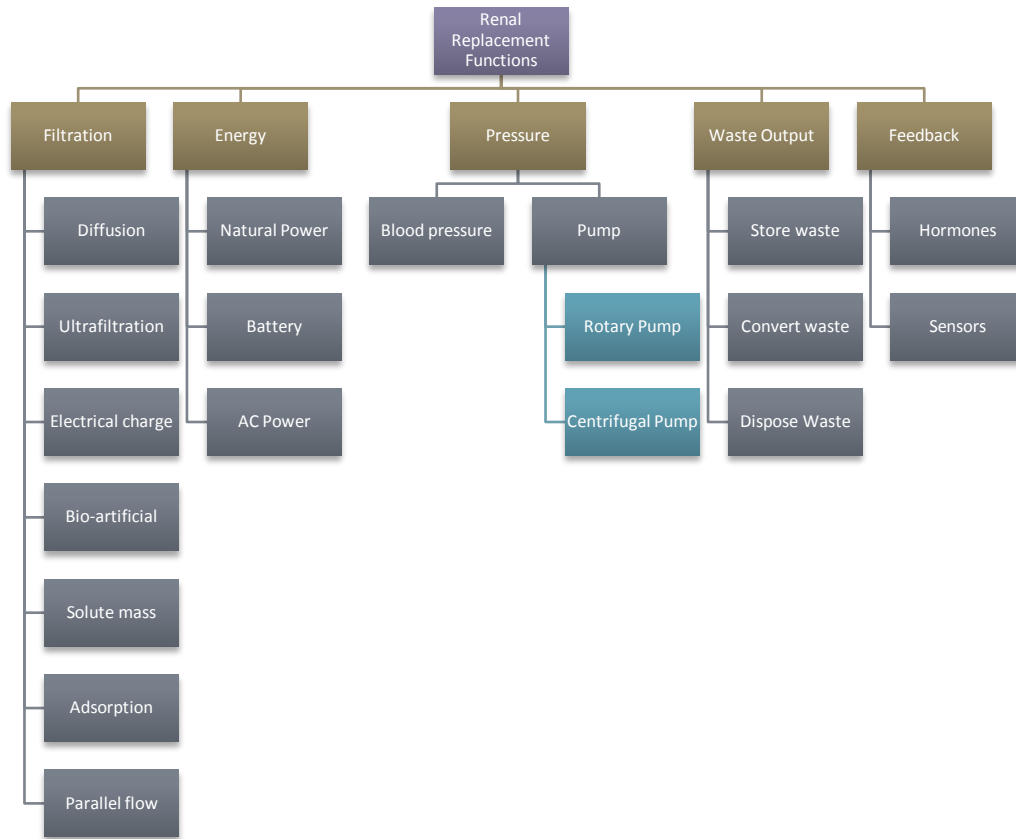 Renal
Replacement
Functions
Filtration
Energy
Pressure
Waste Output
Feedback
Diffusion
Natural Power
Blood pressure
Pump
Store waste
Hormones
Ultrafiltration
Battery
Rotary Pump
Convert waste
Sensors
Electrical charge
AC Power
Centrifugal Pump
Dispose Waste
Bio-artificial
Solute mass
Adsorption
Parallel flow